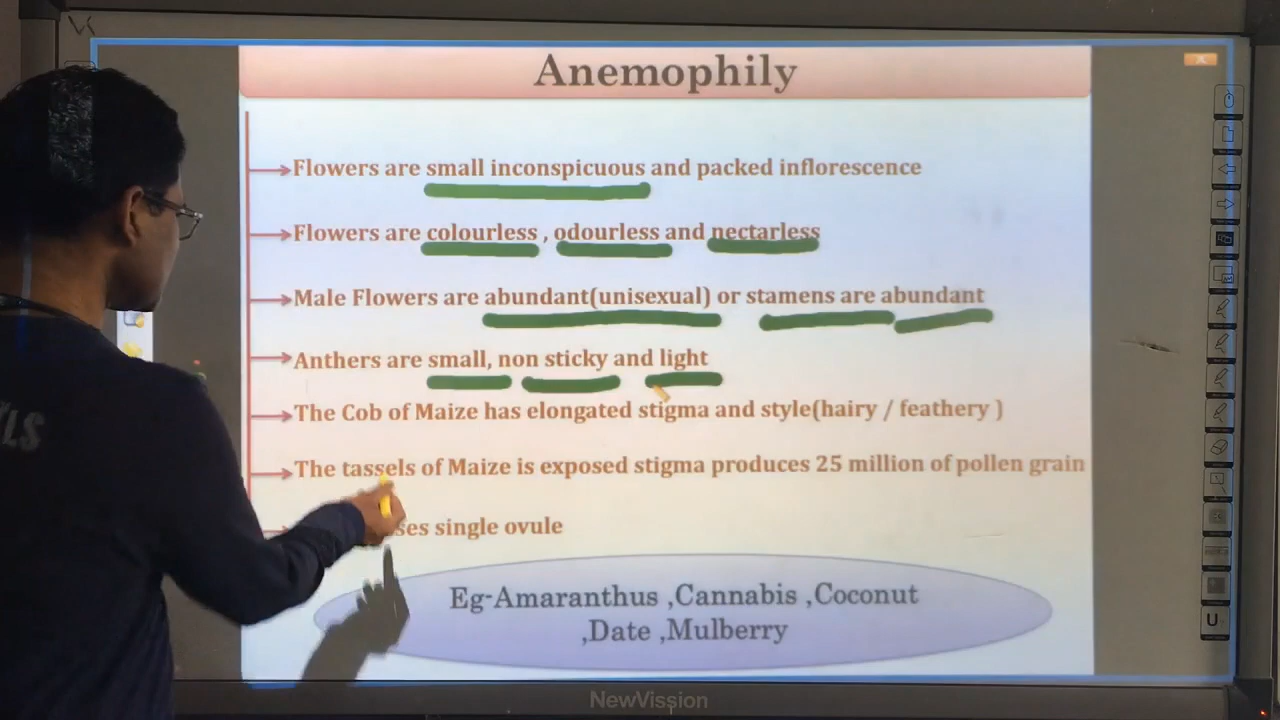 Anemophily
Flowers are small inconspicuous and packed inflorescence
Flowers are colourless , odourless and nectarless
Male Flowers are abundant(unisexual) or stamens are abundant
Anthers are small, non sticky and light
The Cob of Maize has elongated stigma and style(hairy / feathery )
The tassels of Maize is exposed stigma produces 25 million of pollen grain
single ovule
Eg-Amaranthus ,Cannabis ,Coconut
,Date ,Mulberry
NewVission